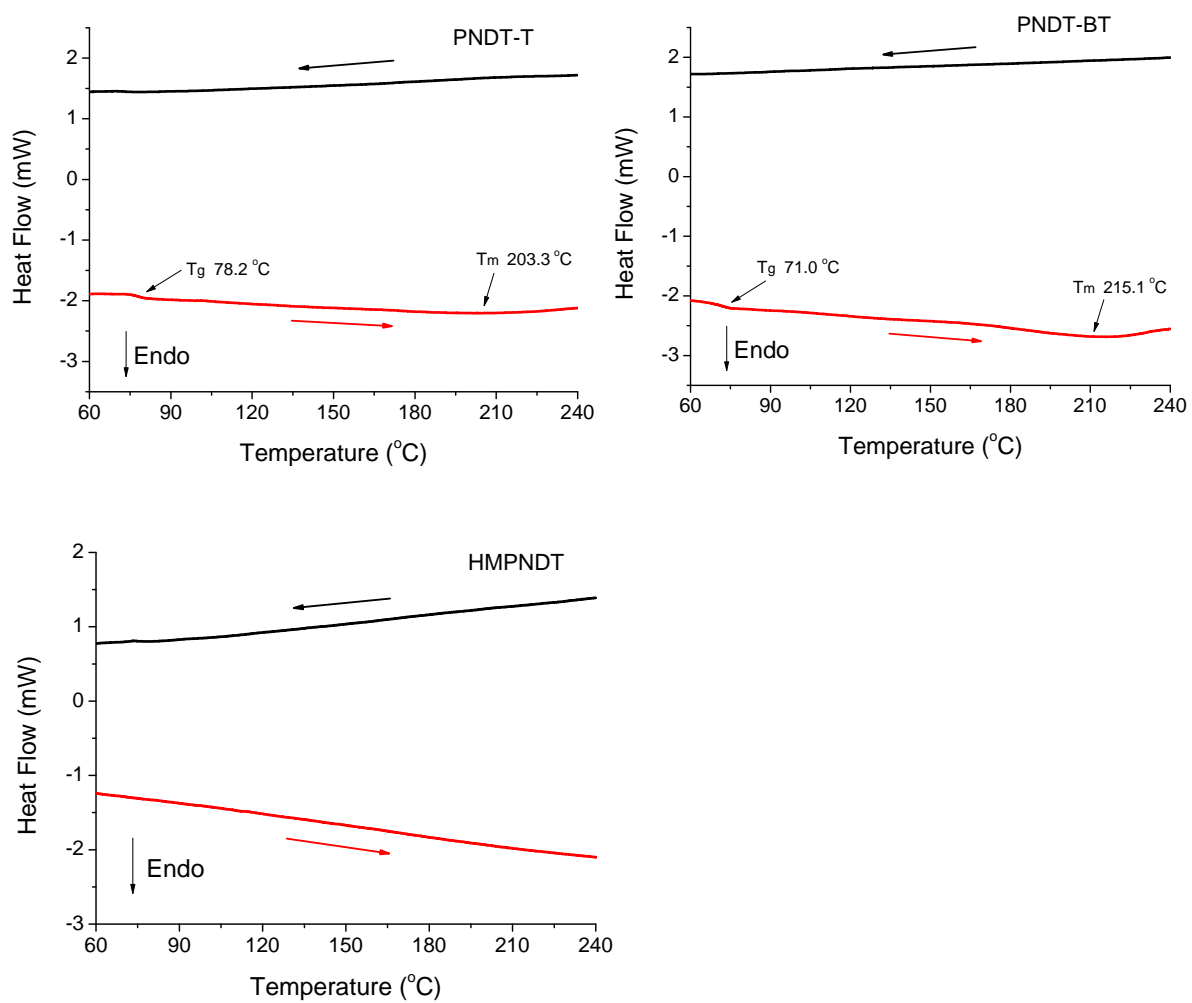 PNDT-T
2
1
0
-1
-2
-3
Heat Flow (mW)
Tg 78.2 °C
Tm 203.3 °C
Endo
60 90 120 150 180 210 240
Temperature (°C)
PNDT-BT
2
1
0
-1
-2
-3
Heat Flow (mW)
Tg 71.0 °C
Tm 215.1 °C
Endo
60 90 120 150 180 210 240
Temperature (°C)
HMPNDT
2
1
0
-1
-2
-3
Heat Flow (mW)
Endo
60 90 120 150 180 210 240
Temperature (°C)